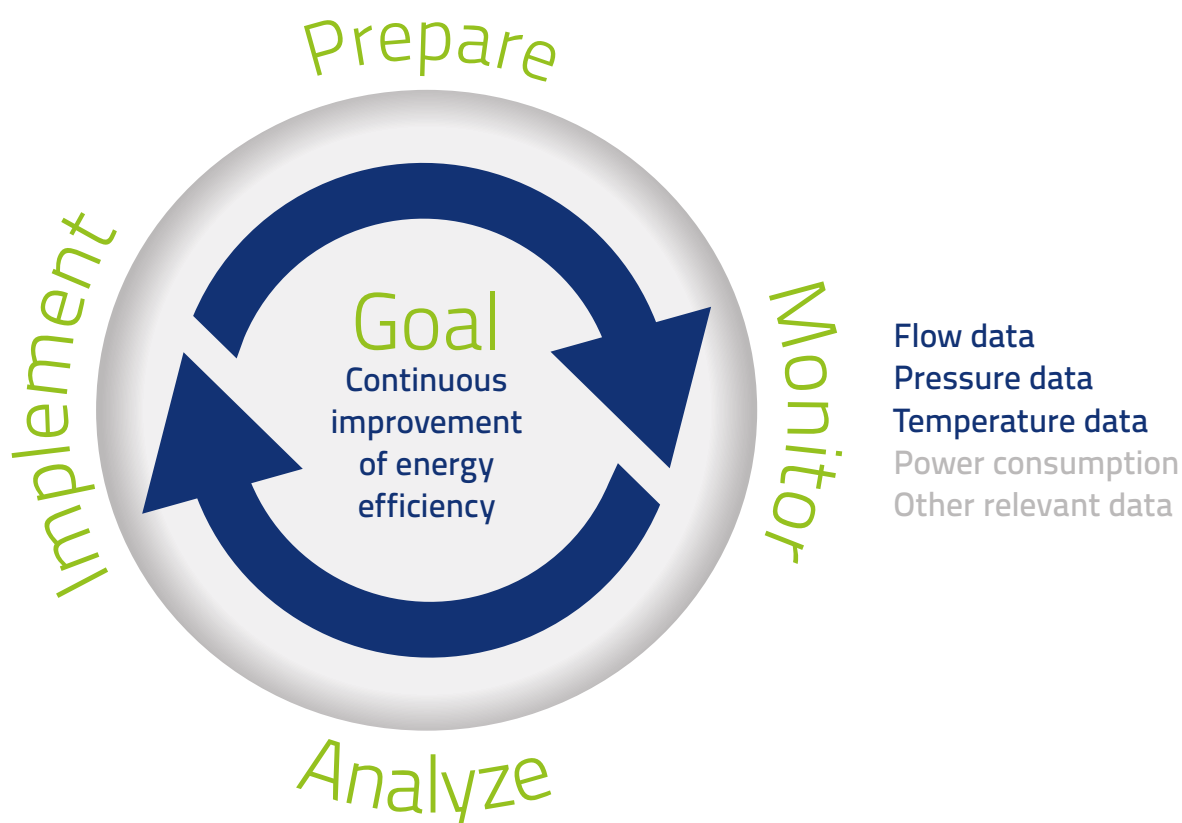 Prepare
Implement
Goal
Continuous
improvement
of energy
efficiency
Monitor
Flow data
Pressure data
Temperature data
Power consumption
Other relevant data
Analyze